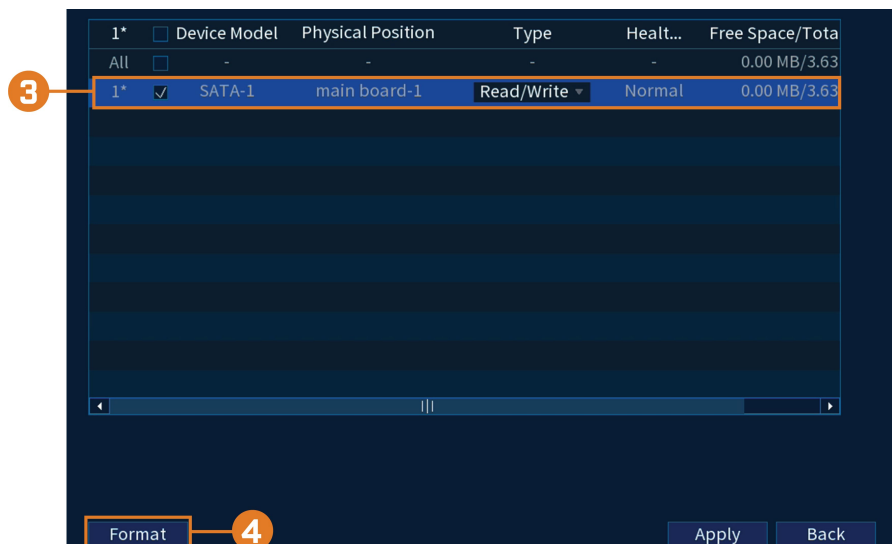 1* Device Model Physical Position Type Healt... Free Space/Tota
All - - - - 0.00 MB/3.63
3 1* SATA-1 main board-1 Read/Write Normal 0.00 MB/3.63
Format 4 Apply Back